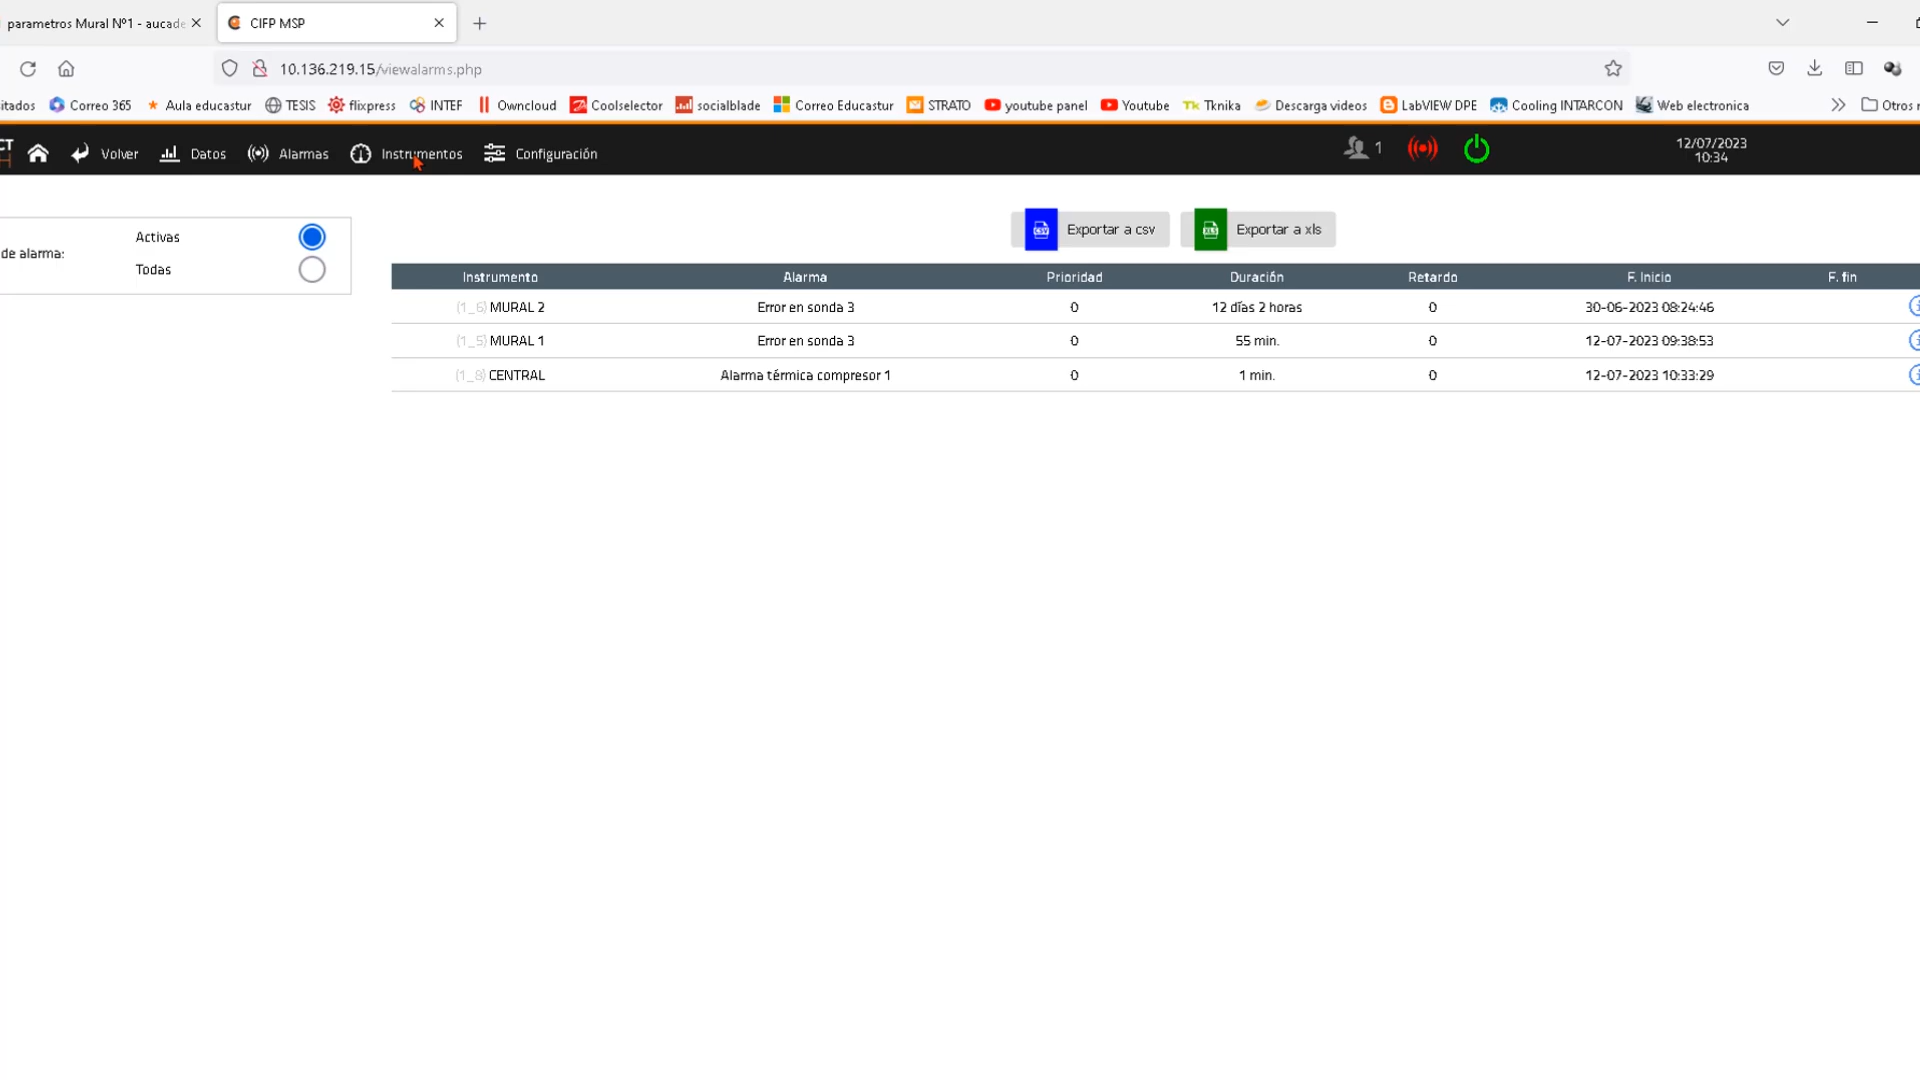 parametros Mural Nº1 - aucade
CIFP MSP
10.136.219.15/viewalarms.php
itados Correo 365 Aula educastur TESIS flixpress INTEF Owncloud Coolselector socialblade Correo Educastur STRATO youtube panel Youtube Tknika Descarga videos LabVIEW DPE Cooling INTARCON Web electronica Otros
CT Volver Datos Alarmas Instrumentos Configuración 1 12/07/2023
10:34
de alarma: Activas
Todas
Exportar a csv Exportar a xls
Instrumento Alarma Prioridad Duración Retardo F. Inicio F. fin
(1_6) MURAL 2 Error en sonda 3 0 12 días 2 horas 0 30-06-2023 08:24:46
(1_5) MURAL 1 Error en sonda 3 0 55 min. 0 12-07-2023 09:38:53
(1_8) CENTRAL Alarma térmica compresor 1 0 1 min. 0 12-07-2023 10:33:29